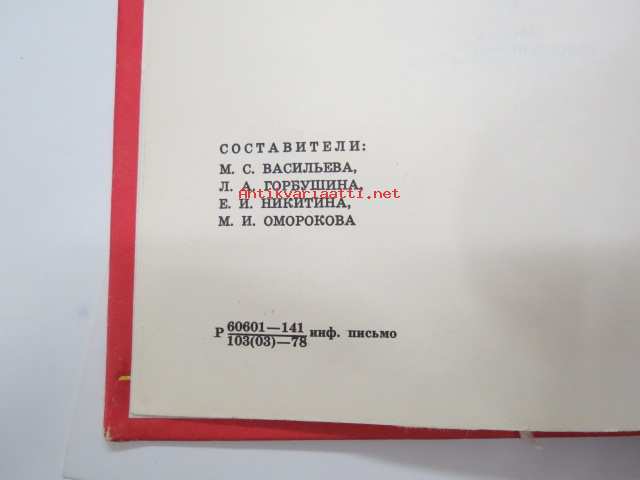 СОСТАВИТЕЛИ:
М. С. ВАСИЛЬЕВА,
Л. А. ГОРБУШИНА,
Antikvariaatti.net
Е. И. НИКИТИНА,
М. И. ОМОРОКОВА
Р 60601—141 инф. письмо
103(03)—78